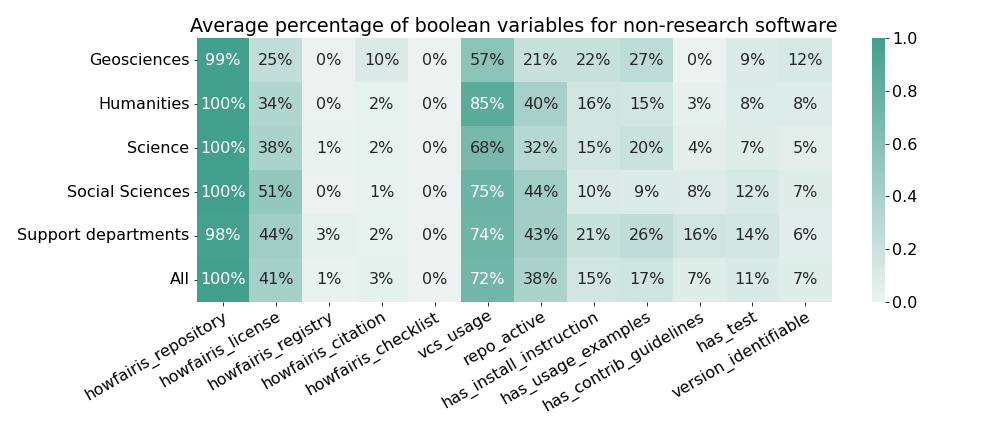 Average percentage of boolean variables for non-research software
Geosciences 99% 25% 0% 10% 0% 57% 21% 22% 27% 0% 9% 12%
Humanities 100% 34% 0% 2% 0% 85% 40% 16% 15% 3% 8% 8%
Science 100% 38% 1% 2% 0% 68% 32% 15% 20% 4% 7% 5%
Social Sciences 100% 51% 0% 1% 0% 75% 44% 10% 9% 8% 12% 7%
Support departments 98% 44% 3% 2% 0% 74% 43% 21% 26% 16% 14% 6%
All 100% 41% 1% 3% 0% 72% 38% 15% 17% 7% 11% 7%
howfairis_repository
howfairis_license
howfairis_registry
howfairis_citation
howfairis_checklist
vcs_usage
repo_active
has_install_instruction
has_usage_examples
has_contrib_guidelines
has_test
version_identifiable
1.0
0.8
0.6
0.4
0.2
0.0